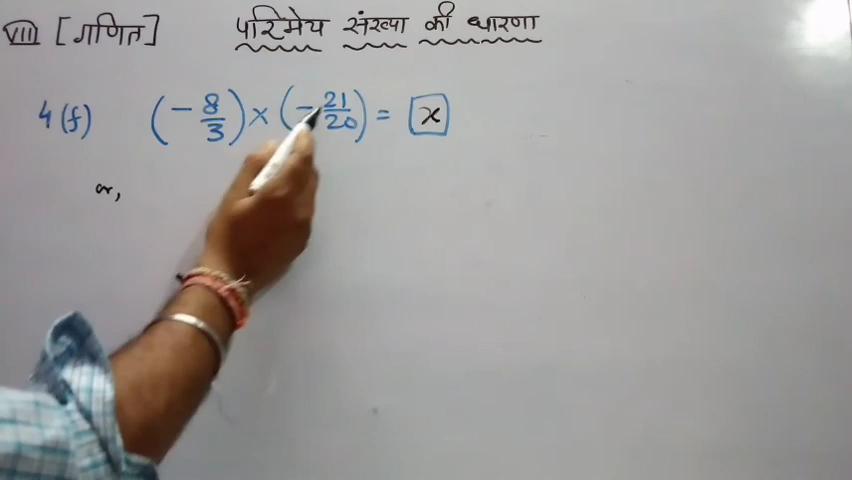 VIII [गणित] परिमेय संख्या की धारणा
4(f) (-8/3) × (-21/20) = x
or,